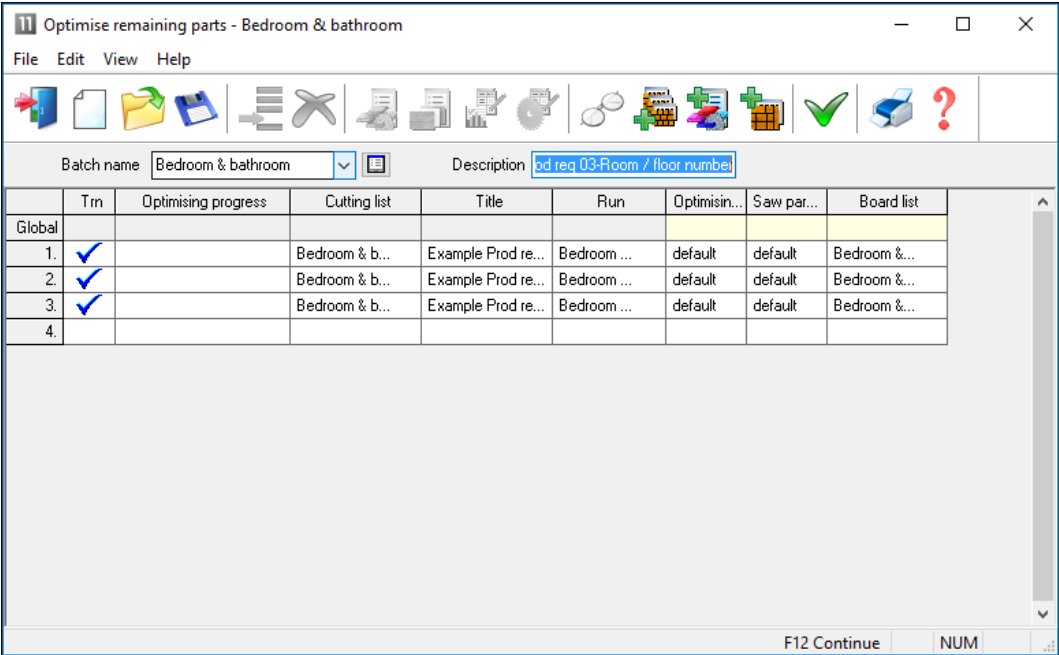 11 Optimise remaining parts - Bedroom & bathroom
File Edit View Help
Batch name Bedroom & bathroom Description od req 03-Room / floor number
Trn Optimising progress Cutting list Title Run Optimisin... Saw par... Board list
Global
1. Bedroom & b... Example Prod re... Bedroom ... default default Bedroom &...
2. Bedroom & b... Example Prod re... Bedroom ... default default Bedroom &...
3. Bedroom & b... Example Prod re... Bedroom ... default default Bedroom &...
4.
F12 Continue NUM